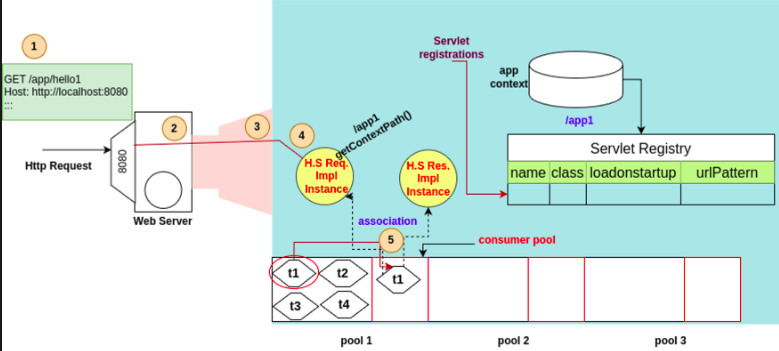 1
GET /app/hello1
Host: http://localhost:8080
:::
Http Request
8080
2
Web Server
3
4
/app1
getContextPath()
H.S Req.
Impl
Instance
H.S Res.
Impl
Instance
association
5
consumer pool
Servlet
registrations
app
context
/app1
Servlet Registry
name class loadonstartup urlPattern
t1 t2
t3 t4
t1
pool 1 pool 2 pool 3